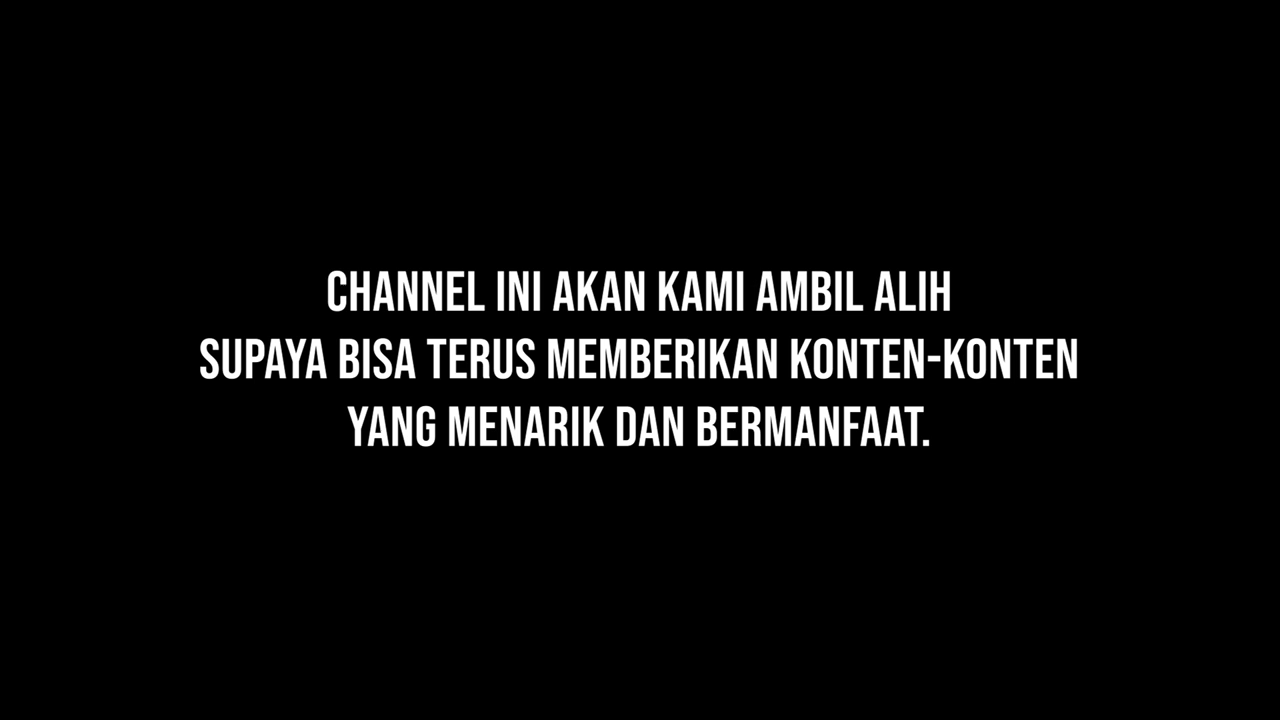 CHANNEL INI AKAN KAMI AMBIL ALIH
SUPAYA BISA TERUS MEMBERIKAN KONTEN-KONTEN
YANG MENARIK DAN BERMANFAAT.